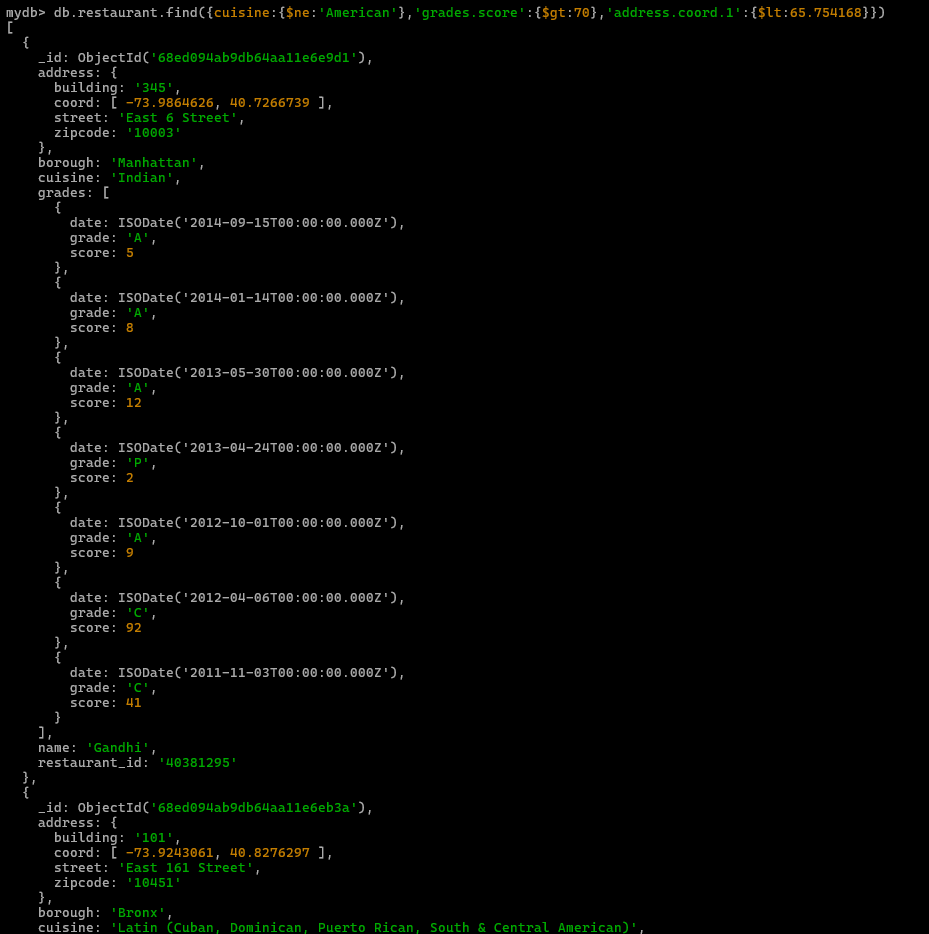 mydb> db.restaurant.find({cuisine:{$ne:'American'},'grades.score':{$gt:70},'address.coord.1':{$lt:65.754168}})
[
  {
    _id: ObjectId('68ed094ab9db64aa11e6e9d1'),
    address: {
      building: '345',
      coord: [ -73.9864626, 40.7266739 ],
      street: 'East 6 Street',
      zipcode: '10003'
    },
    borough: 'Manhattan',
    cuisine: 'Indian',
    grades: [
      {
        date: ISODate('2014-09-15T00:00:00.000Z'),
        grade: 'A',
        score: 5
      },
      {
        date: ISODate('2014-01-14T00:00:00.000Z'),
        grade: 'A',
        score: 8
      },
      {
        date: ISODate('2013-05-30T00:00:00.000Z'),
        grade: 'A',
        score: 12
      },
      {
        date: ISODate('2013-04-24T00:00:00.000Z'),
        grade: 'P',
        score: 2
      },
      {
        date: ISODate('2012-10-01T00:00:00.000Z'),
        grade: 'A',
        score: 9
      },
      {
        date: ISODate('2012-04-06T00:00:00.000Z'),
        grade: 'C',
        score: 92
      },
      {
        date: ISODate('2011-11-03T00:00:00.000Z'),
        grade: 'C',
        score: 41
      }
    ],
    name: 'Gandhi',
    restaurant_id: '40381295'
  },
  {
    _id: ObjectId('68ed094ab9db64aa11e6eb3a'),
    address: {
      building: '101',
      coord: [ -73.9243061, 40.8276297 ],
      street: 'East 161 Street',
      zipcode: '10451'
    },
    borough: 'Bronx',
    cuisine: 'Latin (Cuban, Dominican, Puerto Rican, South & Central American)',